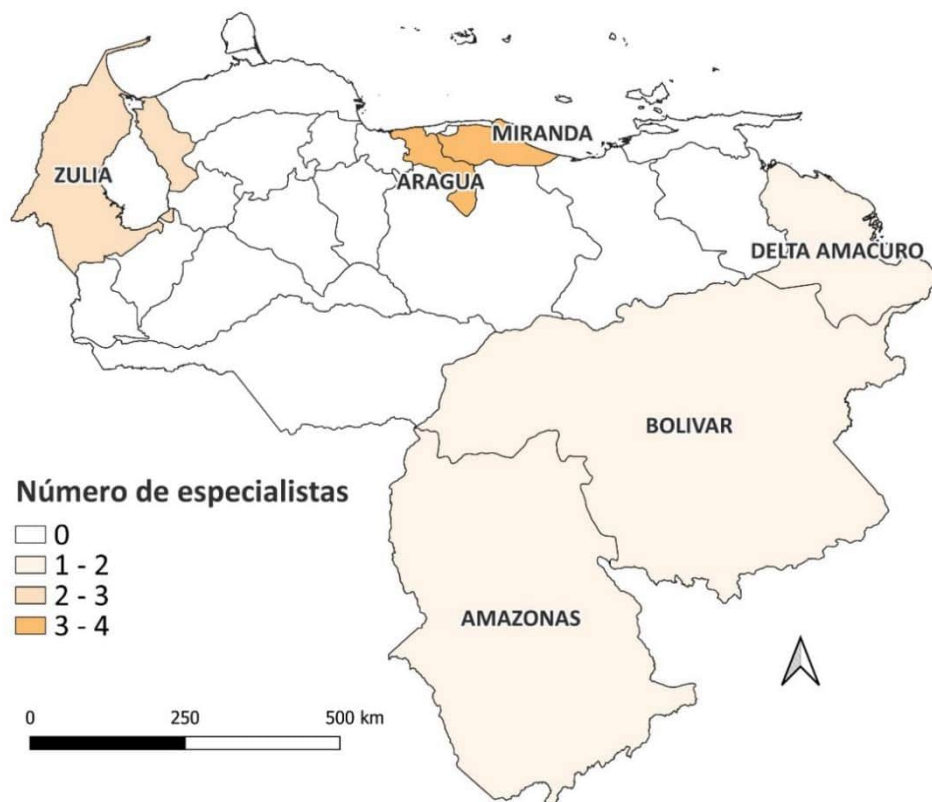 MIRANDA
ZULIA
ARAGUA
DELTA AMACURO
BOLIVAR
Número de especialistas
0
1 - 2
2 - 3
3 - 4
AMAZONAS
0 250 500 km